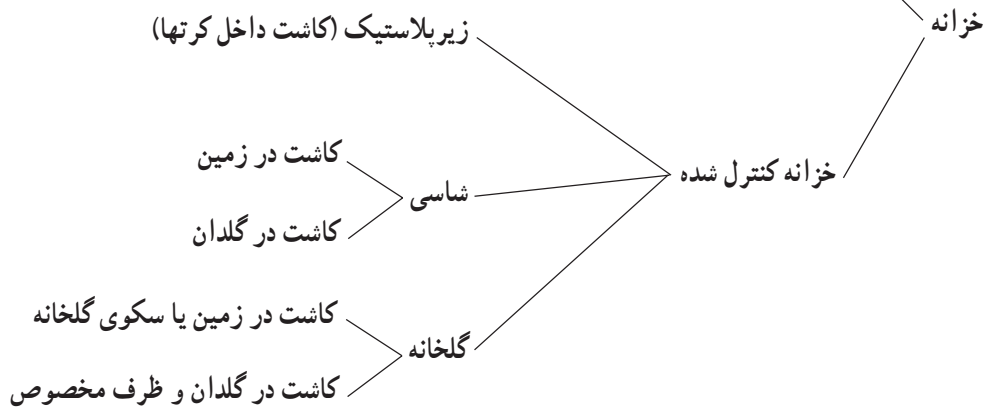 خزانه
زیرپلاستیک (کاشت داخل کرتها)
کاشت در زمین
خزانه کنترل شده
شاسی
کاشت در گلدان
کاشت در زمین یا سکوی گلخانه
گلخانه
کاشت در گلدان و ظرف مخصوص